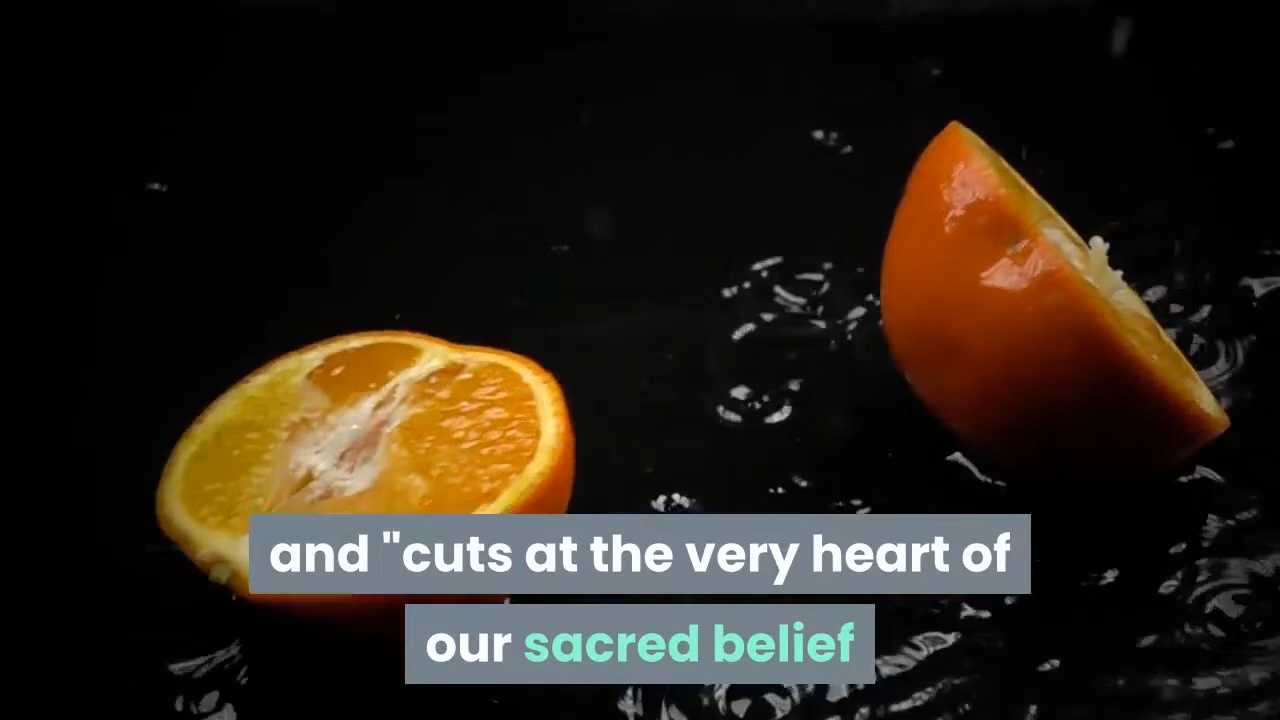 and "cuts at the very heart of
our sacred belief